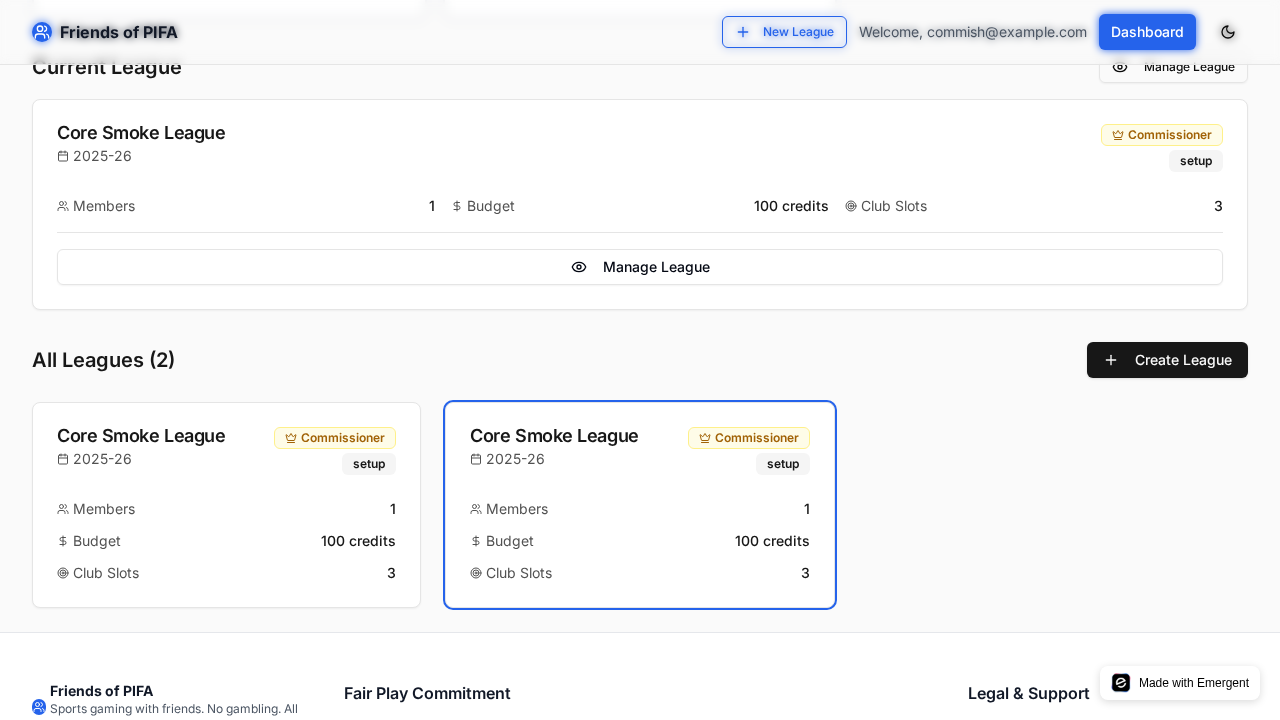 Friends of PIFA
New League
Welcome, commish@example.com
Dashboard
Current League
Manage League
Core Smoke League
Commissioner
2025-26
setup
Members 1
Budget 100 credits
Club Slots 3
Manage League
All Leagues (2)
Create League
Core Smoke League
Commissioner
2025-26
setup
Members 1
Budget 100 credits
Club Slots 3
Core Smoke League
Commissioner
2025-26
setup
Members 1
Budget 100 credits
Club Slots 3
Friends of PIFA
Sports gaming with friends. No gambling. All
Fair Play Commitment
Legal & Support
Made with Emergent